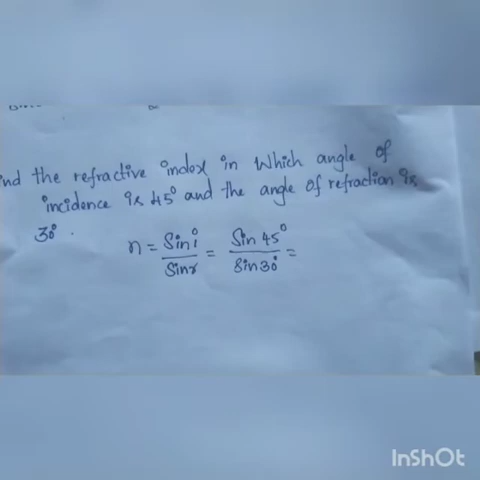 ind the refractive index in which angle of
incidence is 45° and the angle of refraction is
30°.
n = Sin i / Sin r = Sin 45° / Sin 30° =
InShOt